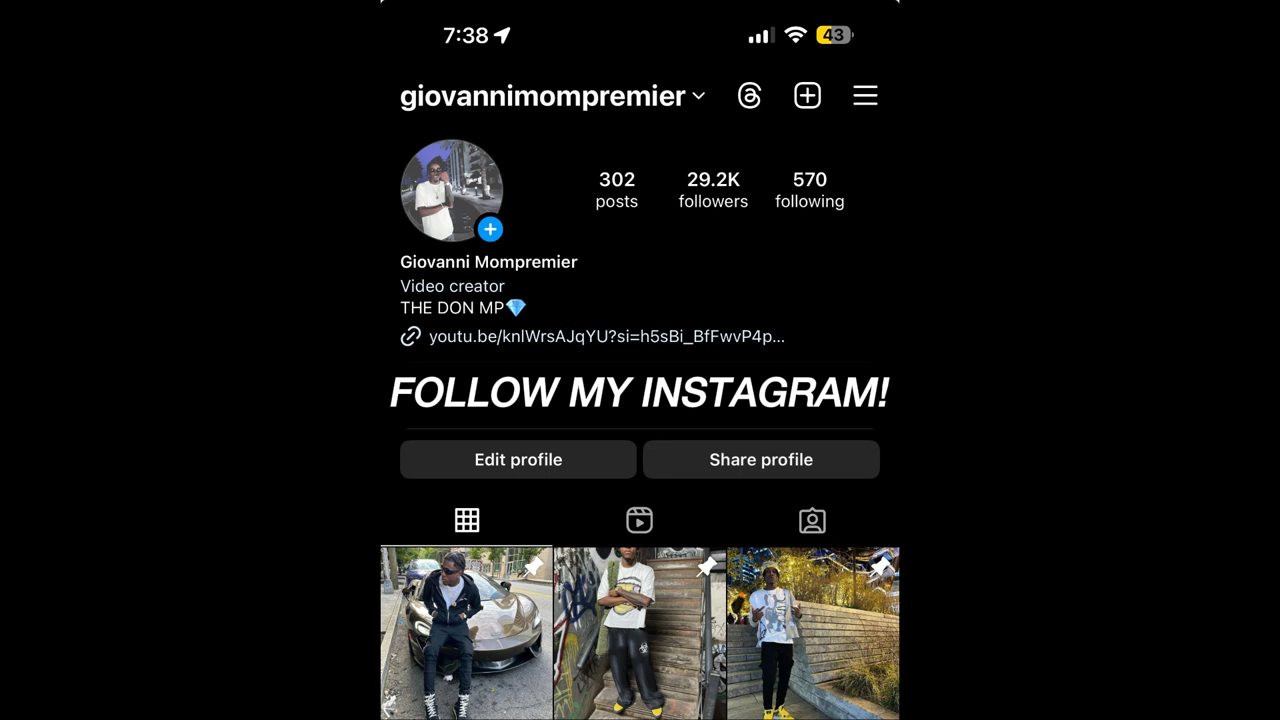 7:38
43
giovannimompremier
302 29.2K 570
posts followers following
Giovanni Mompremier
Video creator
THE DON MP💎
youtu.be/knlWrsAJqYU?si=h5sBi_BfFwvP4p...
FOLLOW MY INSTAGRAM!
Edit profile Share profile